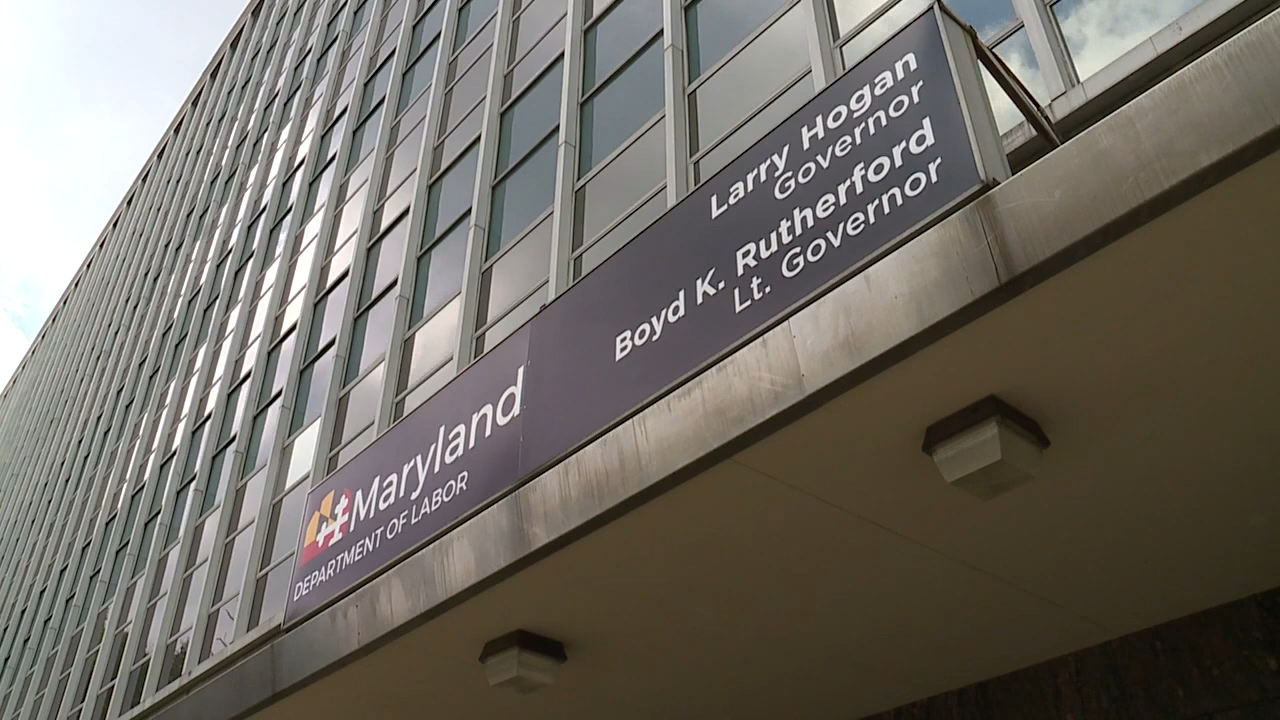 Larry Hogan
Governor
Boyd K. Rutherford
Lt. Governor
Maryland
DEPARTMENT OF LABOR